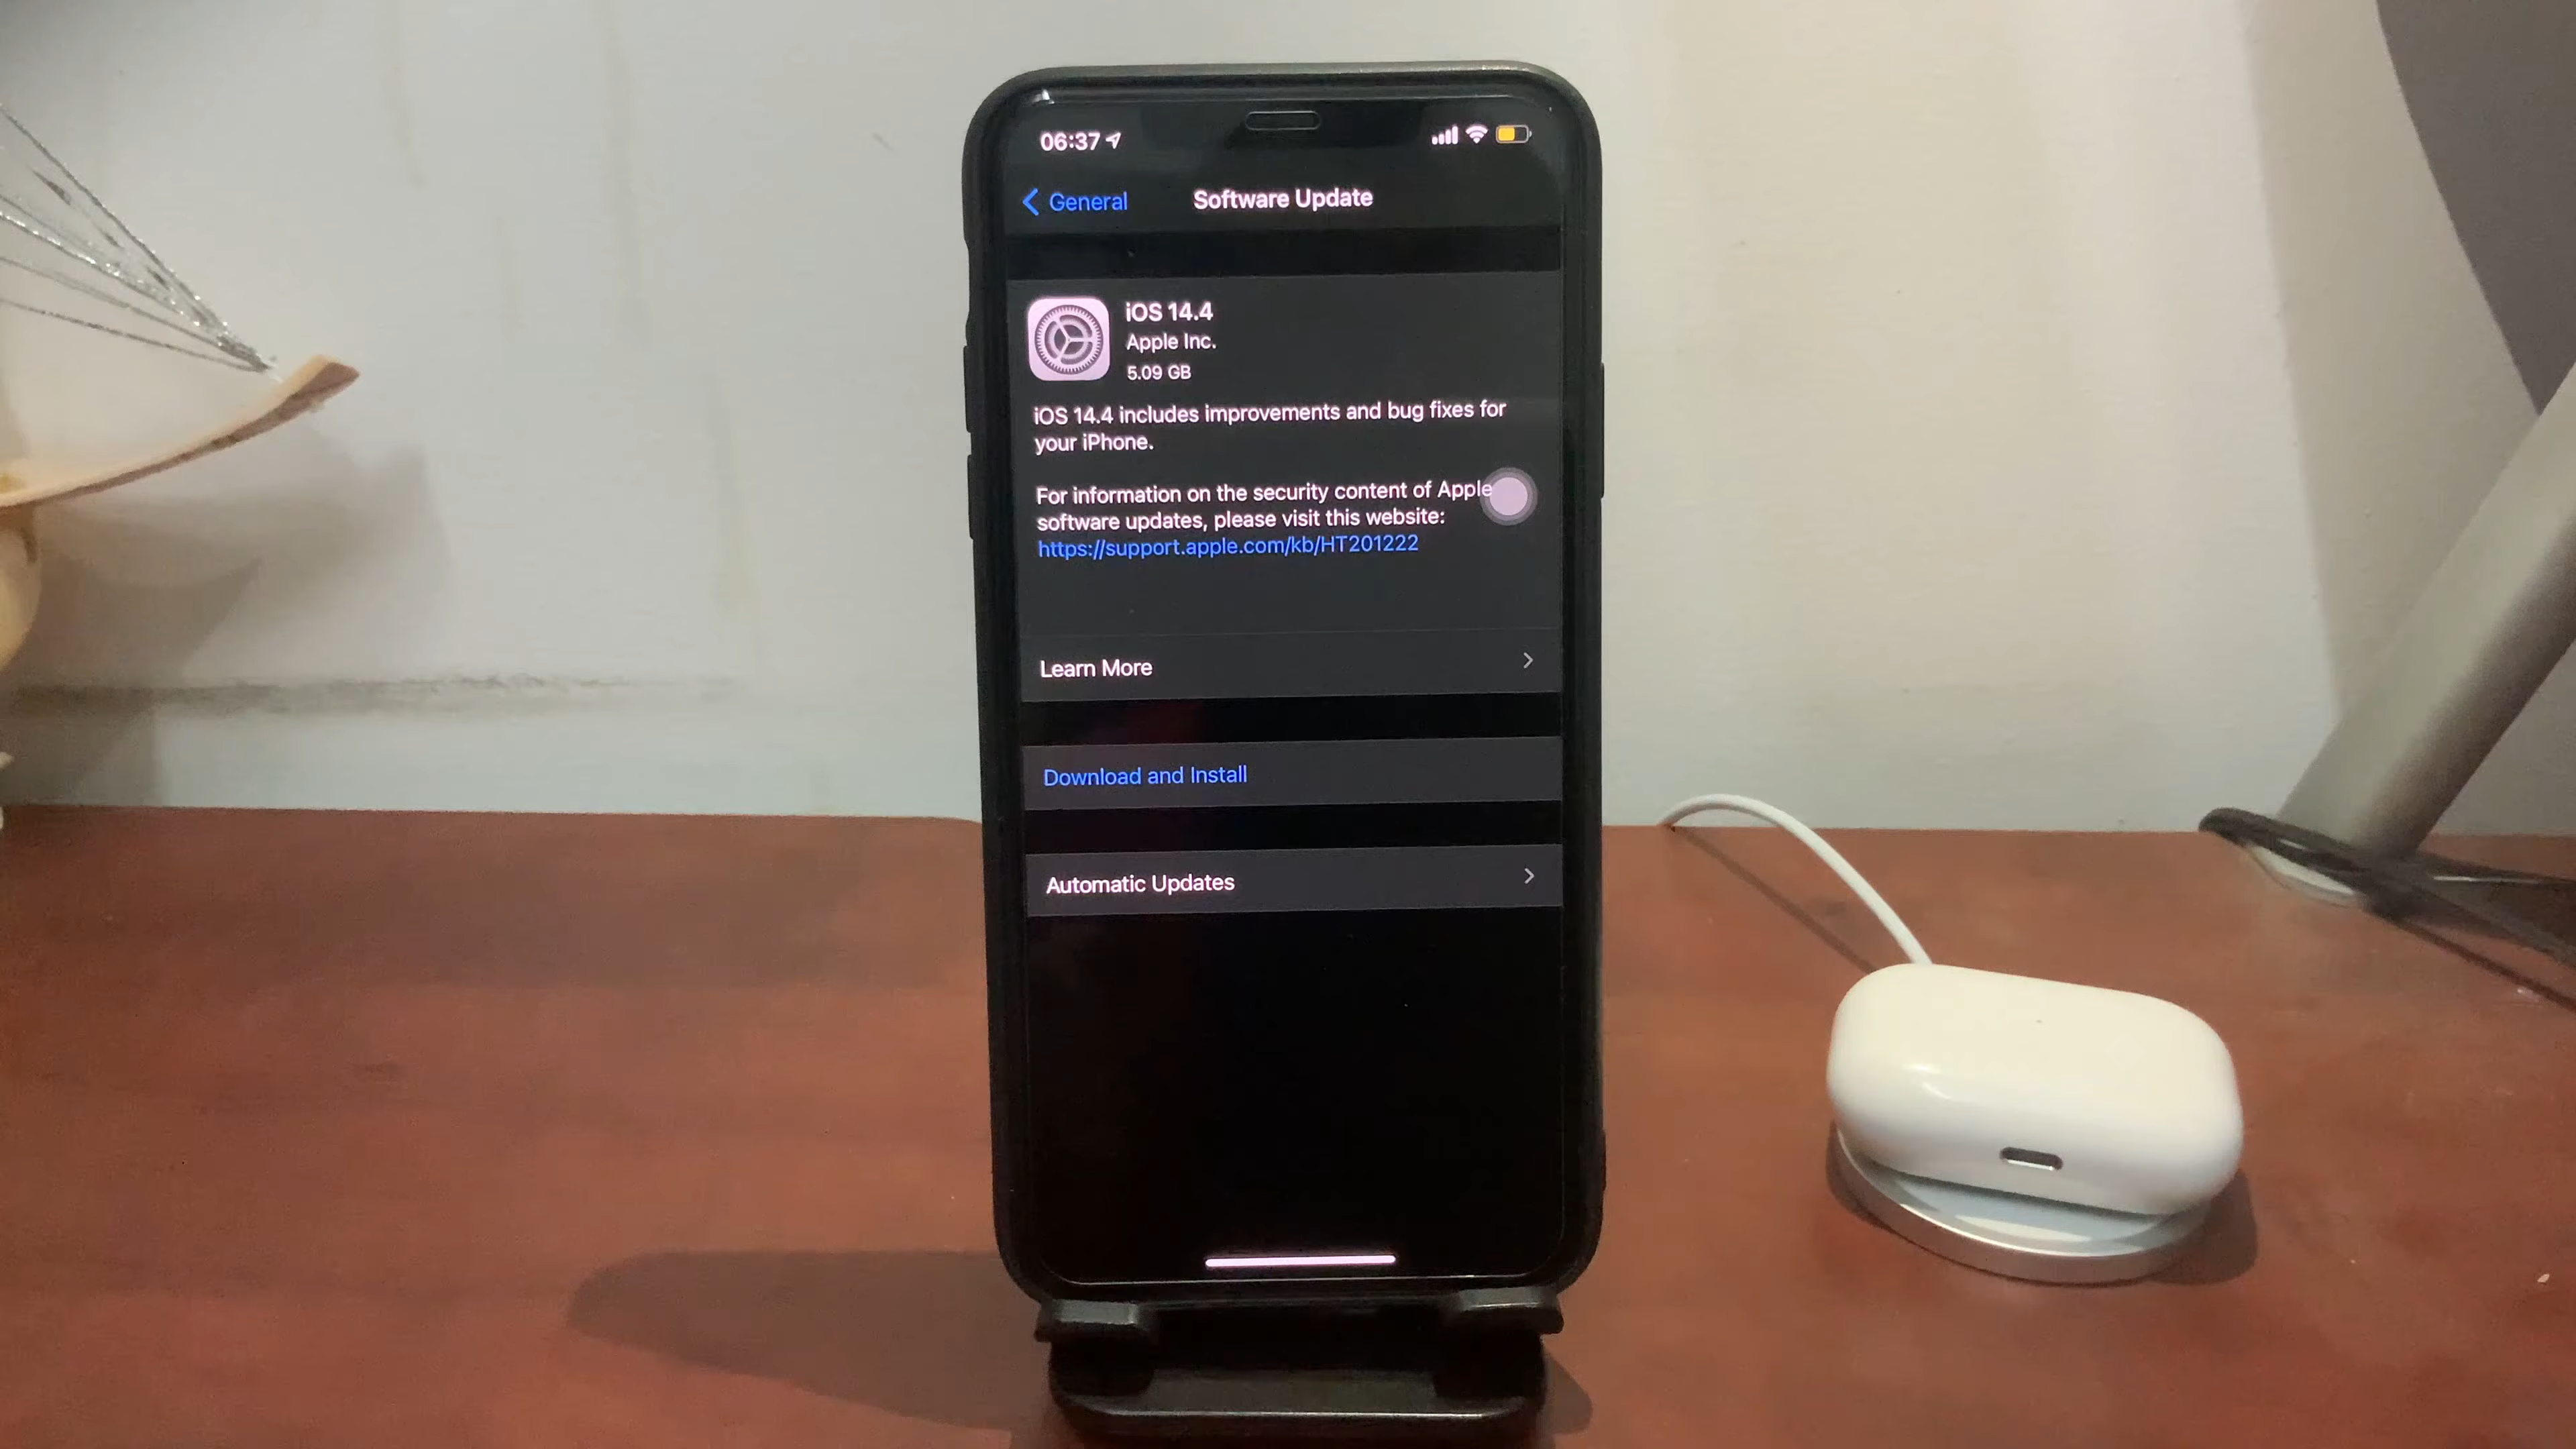 06:37
General
Software Update
iOS 14.4
Apple Inc.
5.09 GB
iOS 14.4 includes improvements and bug fixes for
your iPhone.
For information on the security content of Apple
software updates, please visit this website:
https://support.apple.com/kb/HT201222
Learn More
Download and Install
Automatic Updates